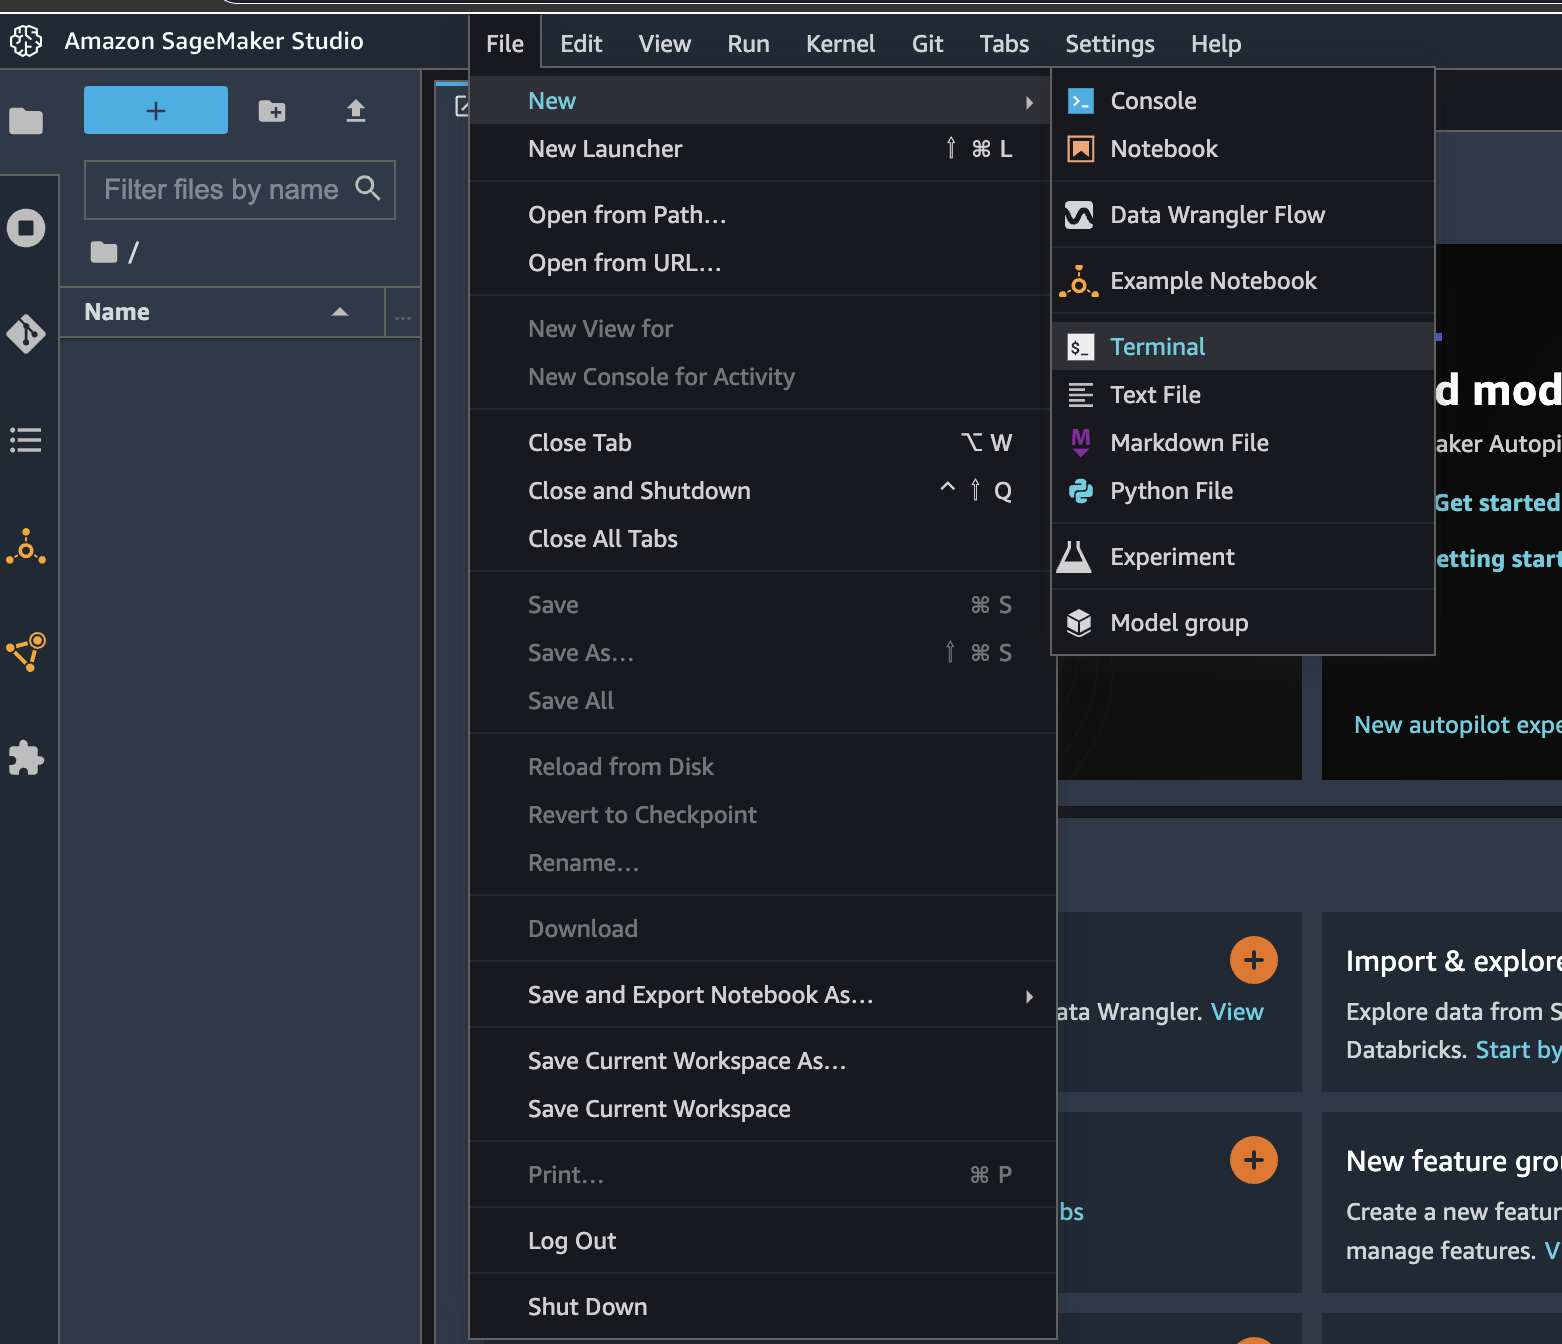 Amazon SageMaker Studio
File Edit View Run Kernel Git Tabs Settings Help
+
Filter files by name
/
Name
...
New
New Launcher ⇧ ⌘ L
Open from Path…
Open from URL…
New View for
New Console for Activity
Close Tab ⌥ W
Close and Shutdown ^ ⇧ Q
Close All Tabs
Save ⌘ S
Save As… ⇧ ⌘ S
Save All
Reload from Disk
Revert to Checkpoint
Rename…
Download
Save and Export Notebook As…
Save Current Workspace As…
Save Current Workspace
Print… ⌘ P
Log Out
Shut Down
Console
Notebook
Data Wrangler Flow
Example Notebook
$_ Terminal
Text File
M Markdown File
Python File
Experiment
Model group
d mod
aker Autopi
Get started
etting start
New autopilot expe
+
ata Wrangler. View
Import & explore
Explore data from S
Databricks. Start by
+
bs
New feature grou
Create a new featur
manage features. V